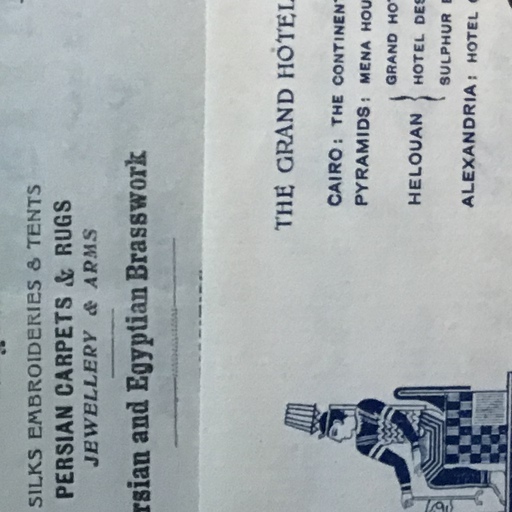 SILKS EMBROIDERIES & TENTS
PERSIAN CARPETS & RUGS
JEWELLERY & ARMS
rsian and Egyptian Brasswork
THE GRAND HOTEL
CAIRO: THE CONTINENT
PYRAMIDS: MENA HOU
GRAND HO
HELOUAN { HOTEL DES
SULPHUR
ALEXANDRIA: HOTEL